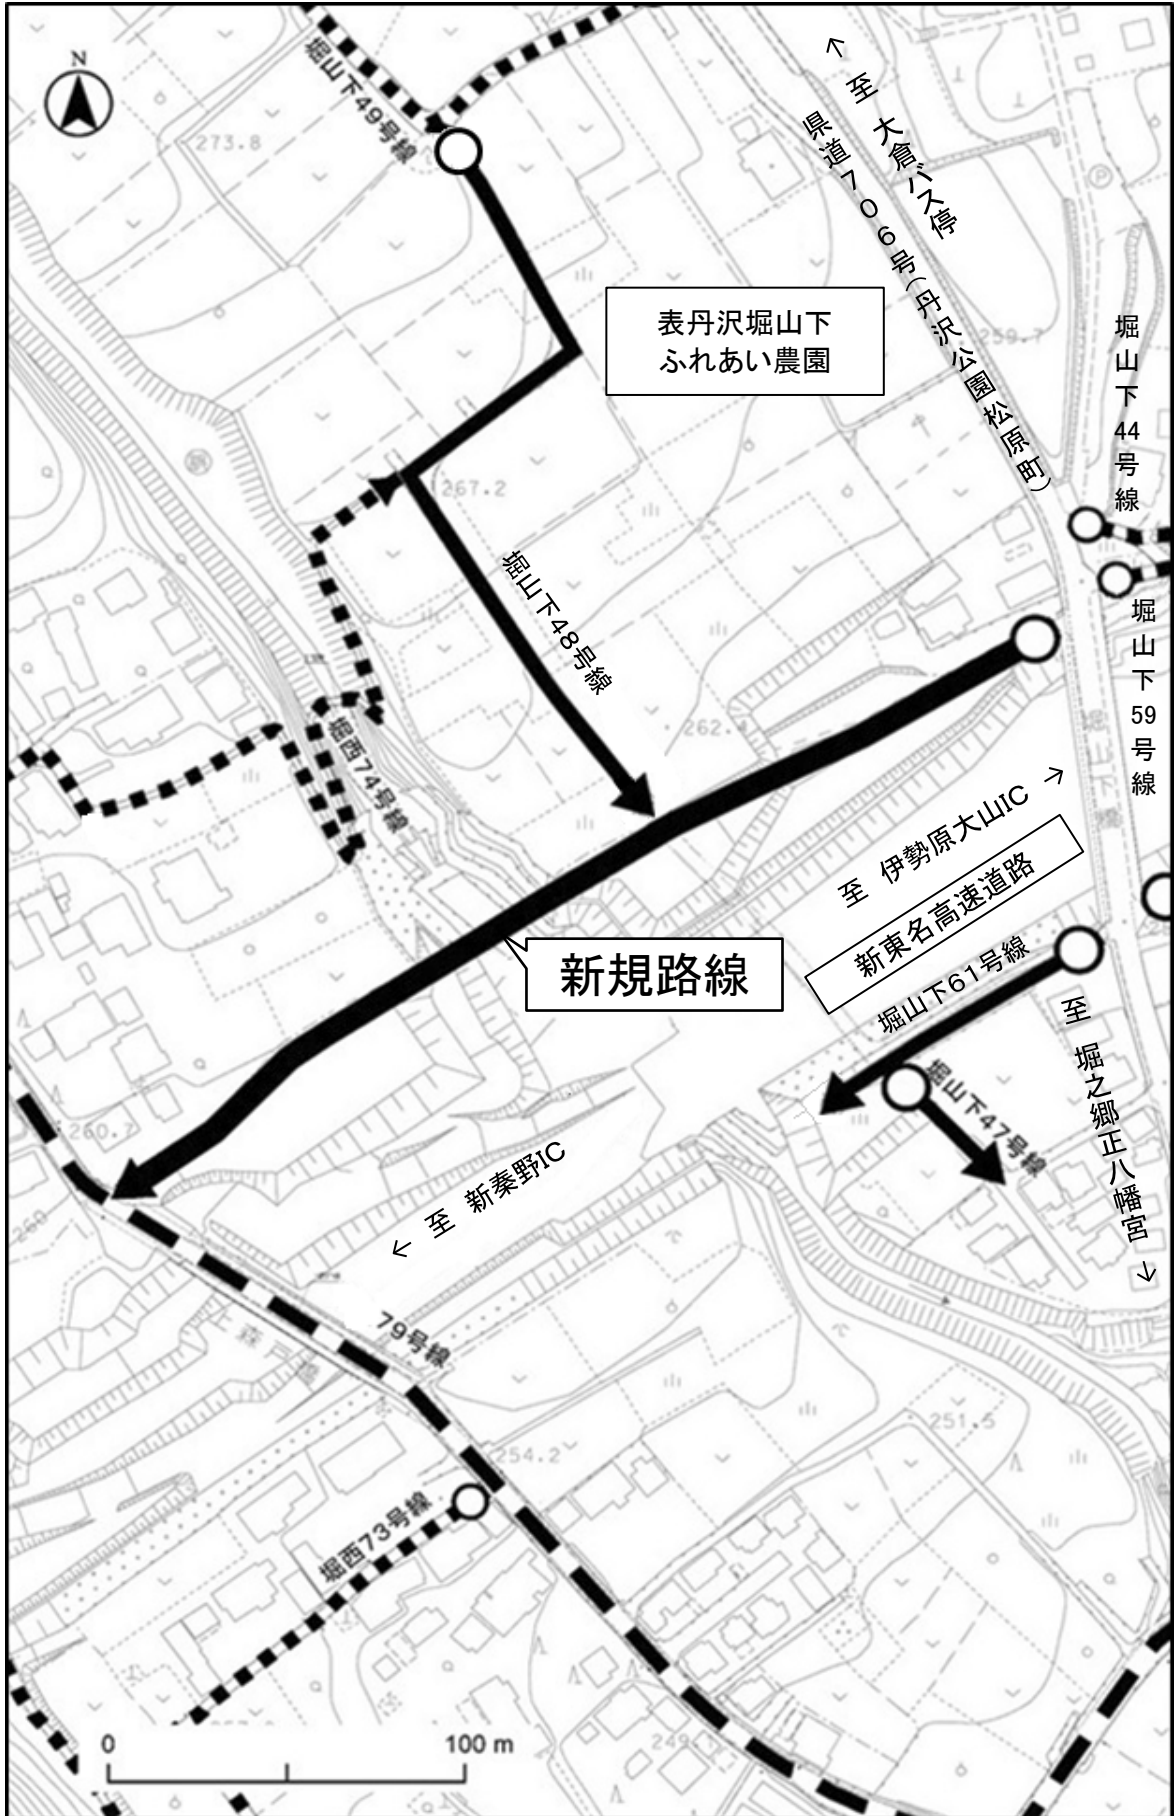 N
堀山下49号線
273.8
↑ 至 大倉バス停
県道706号(丹沢公園松原町)
表丹沢堀山下
ふれあい農園
259.7
堀山下44号線
267.2
堀山下48号線
堀山下59号線
堀西74号線
262.4
至 伊勢原大山IC →
新東名高速道路
堀山下61号線
新規路線
至 堀之郷正八幡宮 ↓
堀山下47号線
260.7
← 至 新秦野IC
79号線
251.5
254.2
堀西73号線
0
100 m